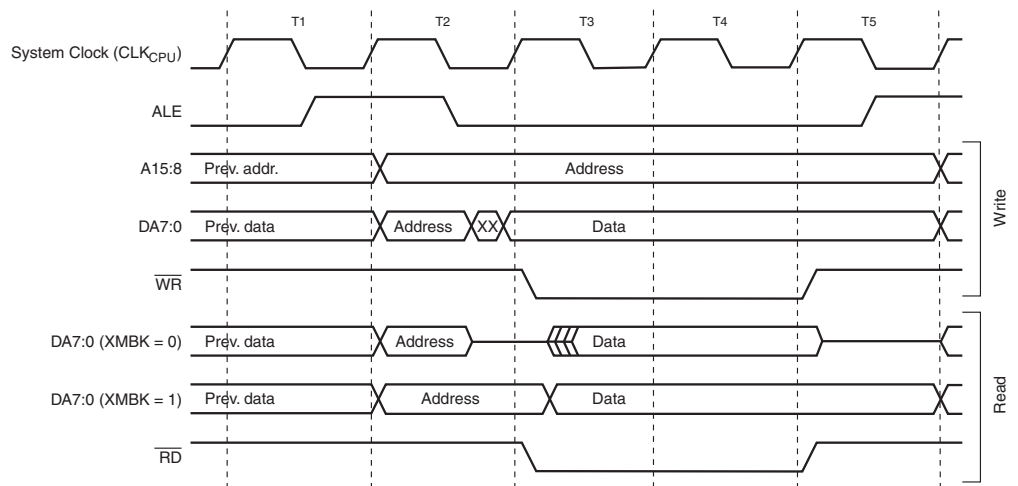 T1 T2 T3 T4 T5
System Clock (CLKCPU)
ALE
A15:8 Prev. addr. Address
DA7:0 Prev. data Address XX Data
WR
Write
DA7:0 (XMBK = 0) Prev. data Address Data
DA7:0 (XMBK = 1) Prev. data Address Data
RD
Read